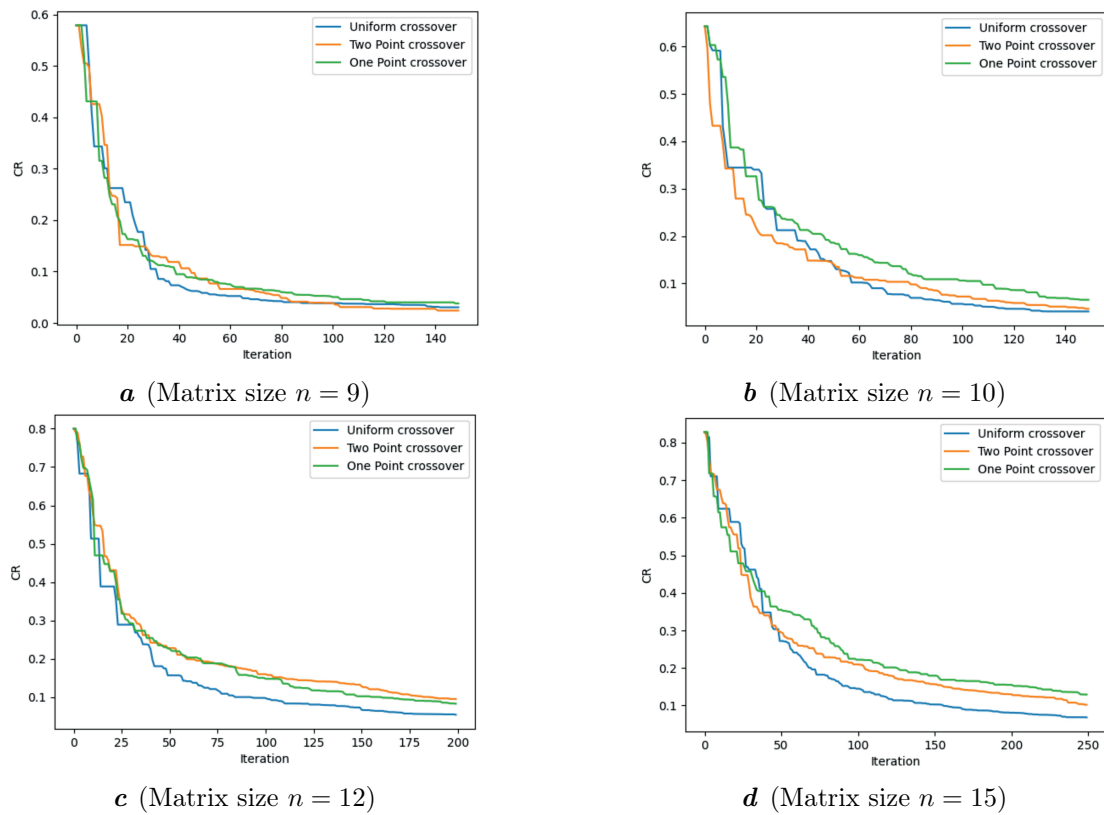 0.6
0.5
0.4
0.3
0.2
0.1
0.0
CR
Uniform crossover
Two Point crossover
One Point crossover
0 20 40 60 80 100 120 140
Iteration
a (Matrix size n = 9)
0.6
0.5
0.4
0.3
0.2
0.1
CR
Uniform crossover
Two Point crossover
One Point crossover
0 20 40 60 80 100 120 140
Iteration
b (Matrix size n = 10)
0.8
0.7
0.6
0.5
0.4
0.3
0.2
0.1
CR
Uniform crossover
Two Point crossover
One Point crossover
0 25 50 75 100 125 150 175 200
Iteration
c (Matrix size n = 12)
0.8
0.7
0.6
0.5
0.4
0.3
0.2
0.1
CR
Uniform crossover
Two Point crossover
One Point crossover
0 50 100 150 200 250
Iteration
d (Matrix size n = 15)